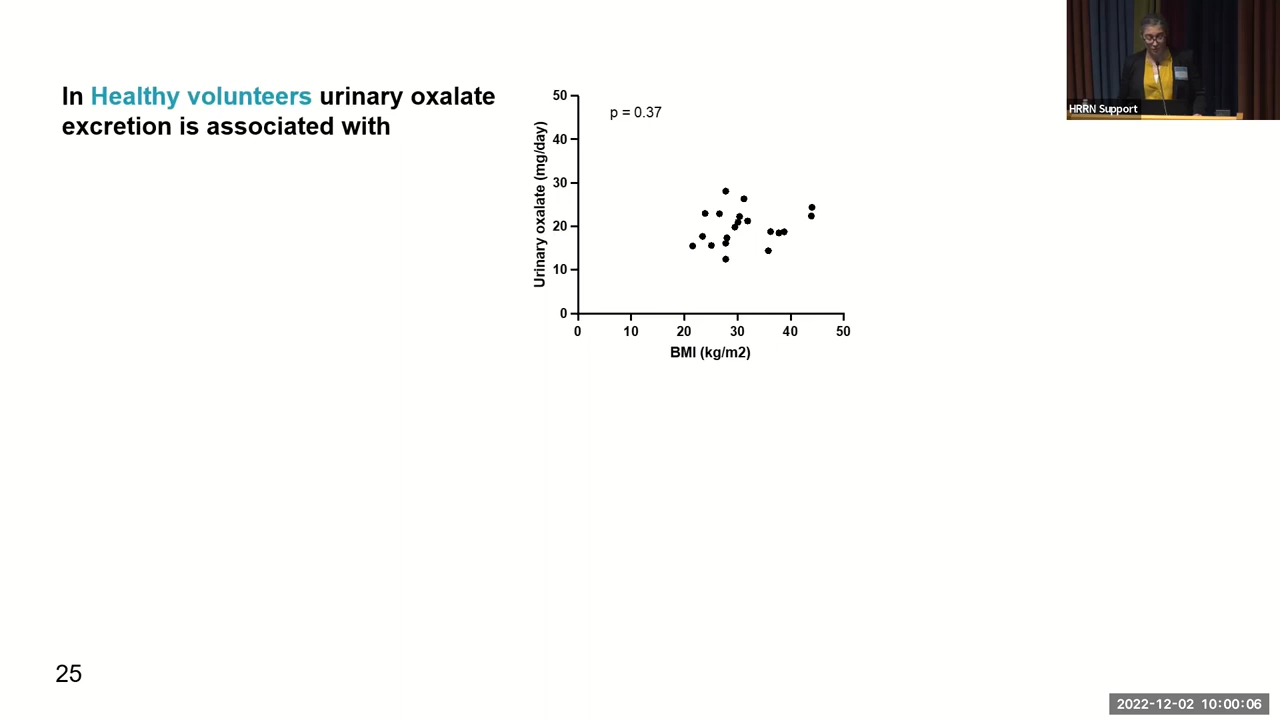 In Healthy volunteers urinary oxalate
excretion is associated with
p = 0.37
Urinary oxalate (mg/day)
50
40
30
20
10
0
0 10 20 30 40 50
BMI (kg/m2)
HRRN Support
25
2022-12-02 10:00:06